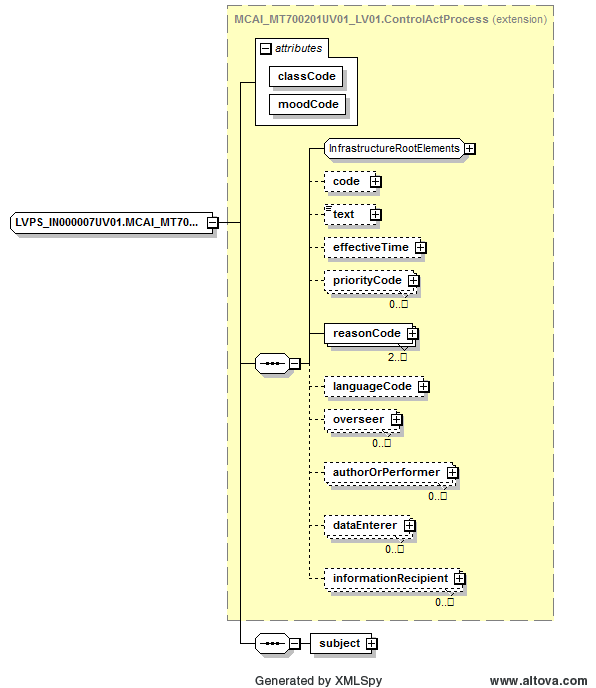 MCAI_MT700201UV01_LV01.ControlActProcess (extension)
attributes
classCode
moodCode
InfrastructureRootElements
code
text
LVPS_IN000007UV01.MCAI_MT70...
effectiveTime
priorityCode
0..□
reasonCode
2..□
languageCode
overseer
0..□
authorOrPerformer
0..□
dataEnterer
0..□
informationRecipient
0..□
subject
Generated by XMLSpy
www.altova.com